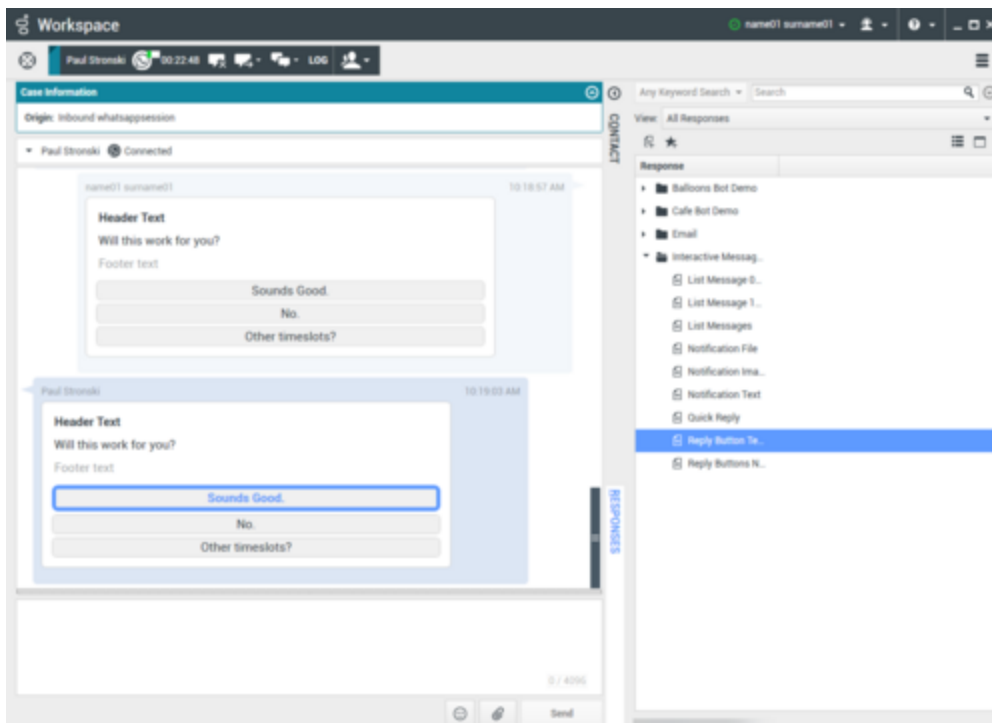 Workspace
name01 surname01
Paul Stronski 00:22:48 LOG
Case Information
Origin: Inbound whatsappsession
Paul Stronski Connected
name01 surname01 10:18:57 AM
Header Text
Will this work for you?
Footer text
Sounds Good.
No.
Other timeslots?
Paul Stronski 10:19:03 AM
Header Text
Will this work for you?
Footer text
Sounds Good.
No.
Other timeslots?
0 / 4096
Send
CONTACT
RESPONSES
Any Keyword Search Search
View: All Responses
Response
Balloons Bot Demo
Cafe Bot Demo
Email
Interactive Messag...
List Message 0...
List Message 1...
List Messages
Notification File
Notification Ima...
Notification Text
Quick Reply
Reply Button Te...
Reply Buttons N...